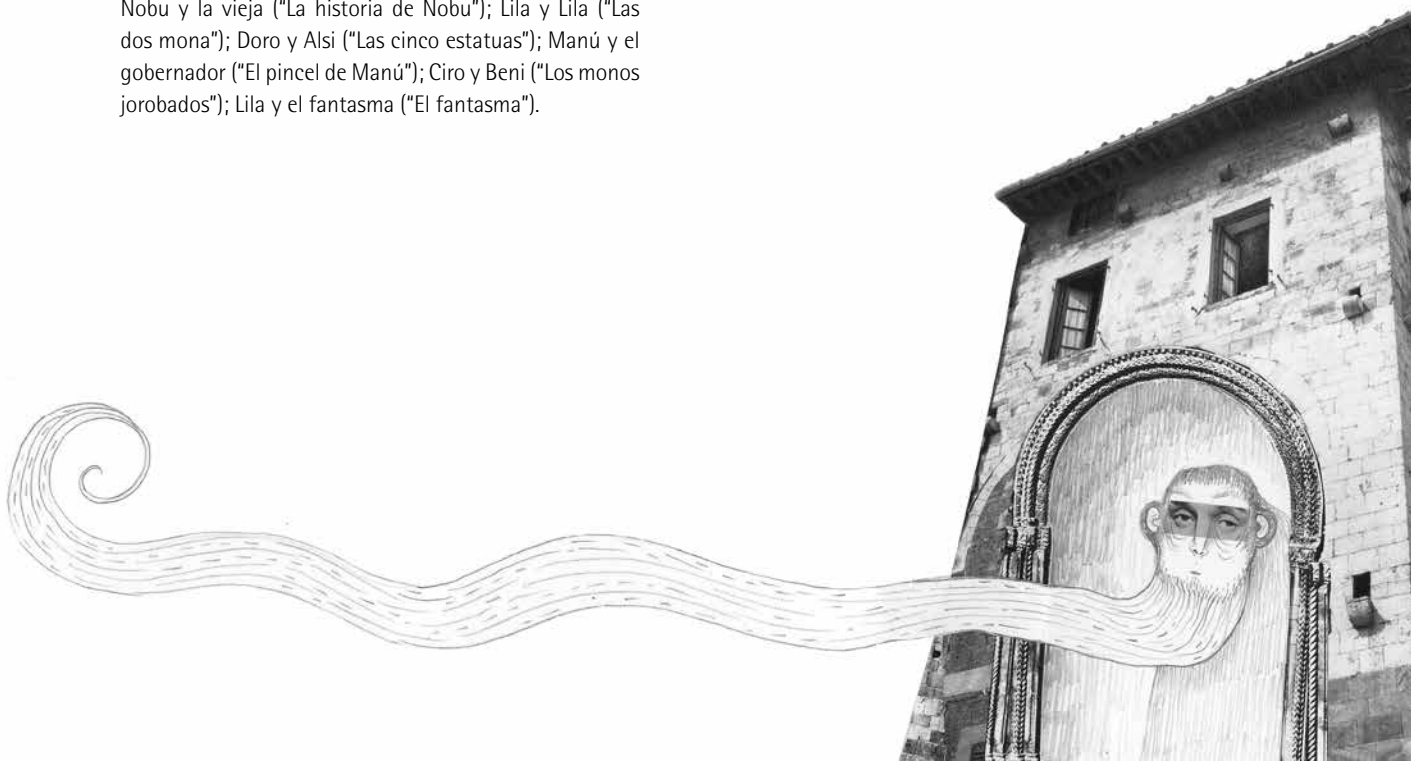 Nobu y la vieja (“La historia de Nobu”); Lila y Lila (“Las
dos mona”); Doro y Alsi (“Las cinco estatuas”); Manú y el
gobernador (“El pincel de Manú”); Ciro y Beni (“Los monos
jorobados”); Lila y el fantasma (“El fantasma”).